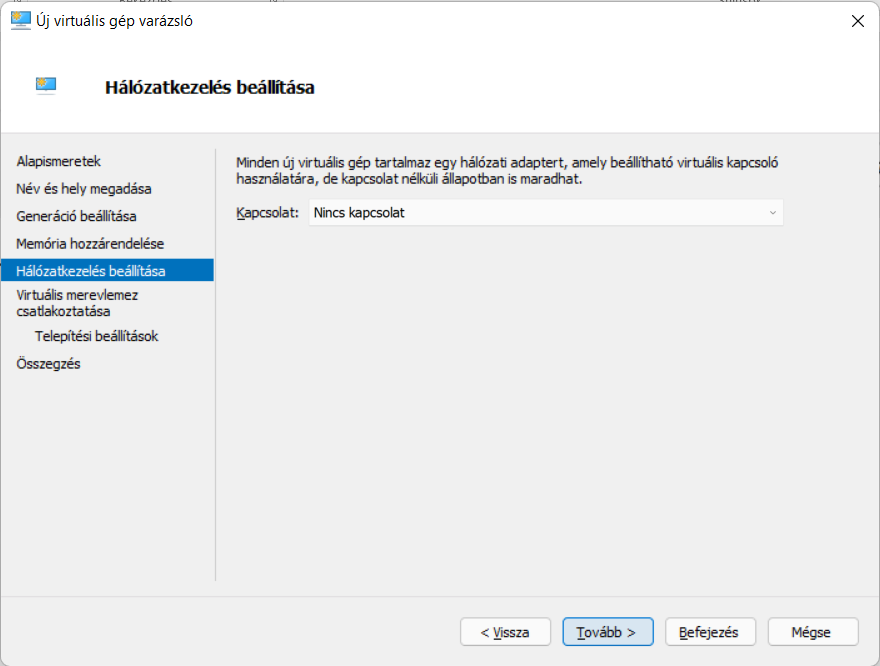 Új virtuális gép varázsló
Hálózatkezelés beállítása
Alapismeretek
Név és hely megadása
Generáció beállítása
Memória hozzárendelése
Hálózatkezelés beállítása
Virtuális merevlemez
csatlakoztatása
Telepítési beállítások
Összegzés
Minden új virtuális gép tartalmaz egy hálózati adaptert, amely beállítható virtuális kapcsoló
használatára, de kapcsolat nélküli állapotban is maradhat.
Kapcsolat: Nincs kapcsolat
< Vissza Tovább > Befejezés Mégse